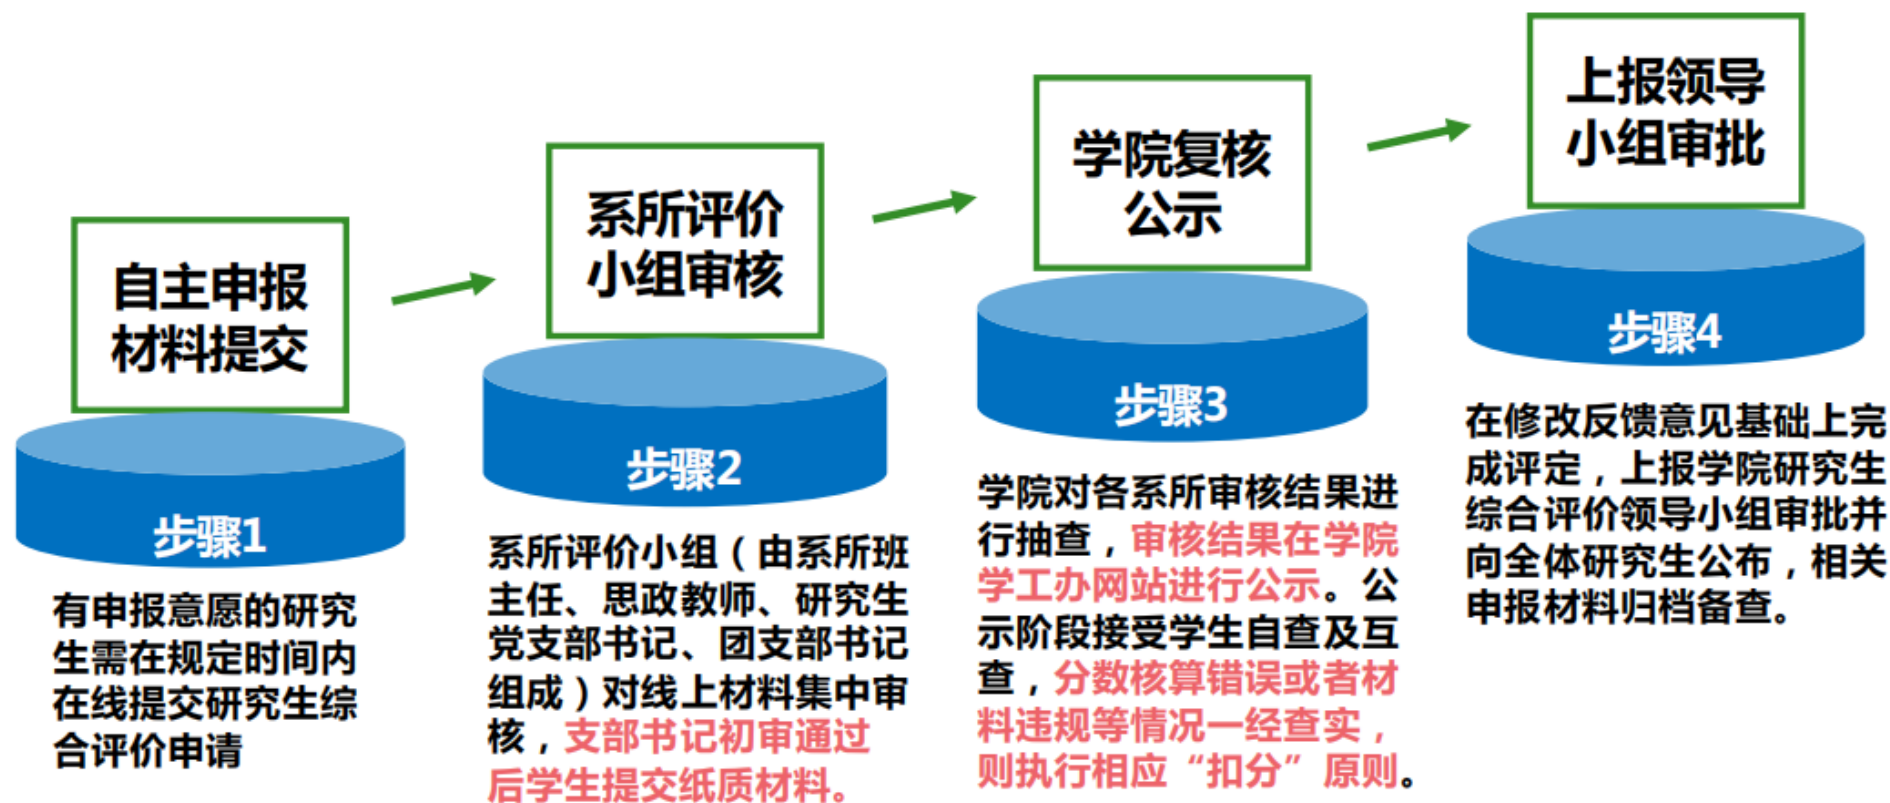 自主申报
材料提交
步骤1
有申报意愿的研究
生需在规定时间内
在线提交研究生综
合评价申请
系所评价
小组审核
步骤2
系所评价小组（由系所班
主任、思政教师、研究生
党支部书记、团支部书记
组成）对线上材料集中审
核，支部书记初审通过
后学生提交纸质材料。
学院复核
公示
步骤3
学院对各系所审核结果进
行抽查，审核结果在学院
学工办网站进行公示。公
示阶段接受学生自查及互
查，分数核算错误或者材
料违规等情况一经查实，
则执行相应“扣分”原则。
上报领导
小组审批
步骤4
在修改反馈意见基础上完
成评定，上报学院研究生
综合评价领导小组审批并
向全体研究生公布，相关
申报材料归档备查。